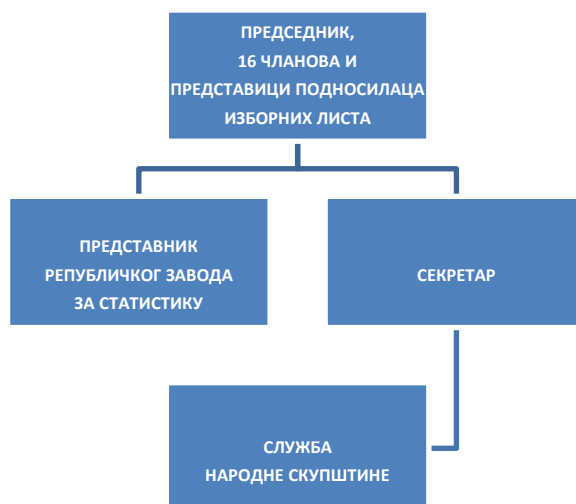 ПРЕДСЕДНИК,
16 ЧЛАНОВА И
ПРЕДСТАВИЦИ ПОДНОСИЛАЦА
ИЗБОРНИХ ЛИСТА
ПРЕДСТАВНИК
РЕПУБЛИЧКОГ ЗАВОДА
ЗА СТАТИСТИКУ
СЕКРЕТАР
СЛУЖБА
НАРОДНЕ СКУПШТИНЕ